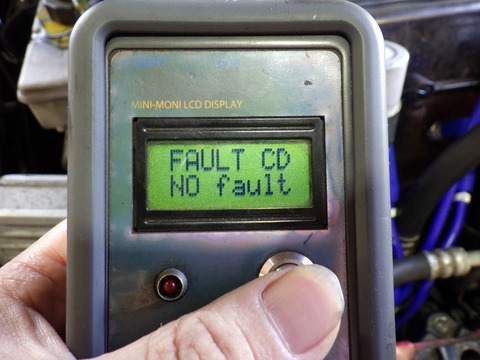 MINI-MONI LCD DISPLAY
FAULT CD
NO fault